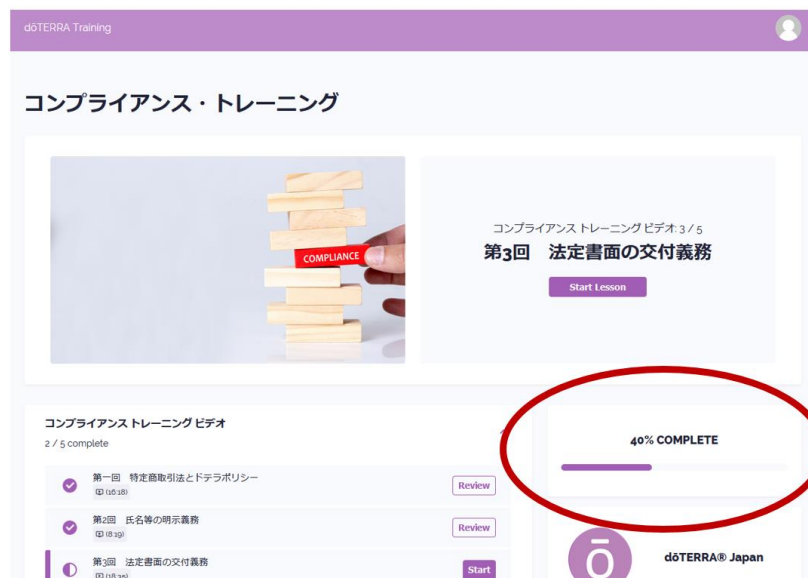 dōTERRA Training
コンプライアンス・トレーニング
COMPLIANCE
コンプライアンス トレーニング ビデオ: 3 / 5
第3回　法定書面の交付義務
Start Lesson
コンプライアンス トレーニング ビデオ
2 / 5 complete
第一回　特定商取引法とドテラポリシー
(16:18)
Review
第2回　氏名等の明示義務
(8:19)
Review
第3回　法定書面の交付義務
Start
40% COMPLETE
ō
dōTERRA® Japan